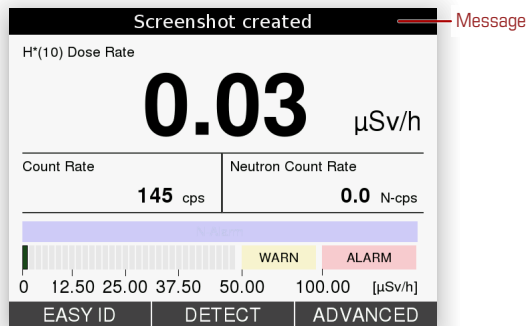 Screenshot created
Message
H*(10) Dose Rate
0.03 µSv/h
Count Rate
Neutron Count Rate
145 cps
0.0 N-cps
WARN
ALARM
0 12.50 25.00 37.50 50.00 100.00 [µSv/h]
EASY ID DETECT ADVANCED